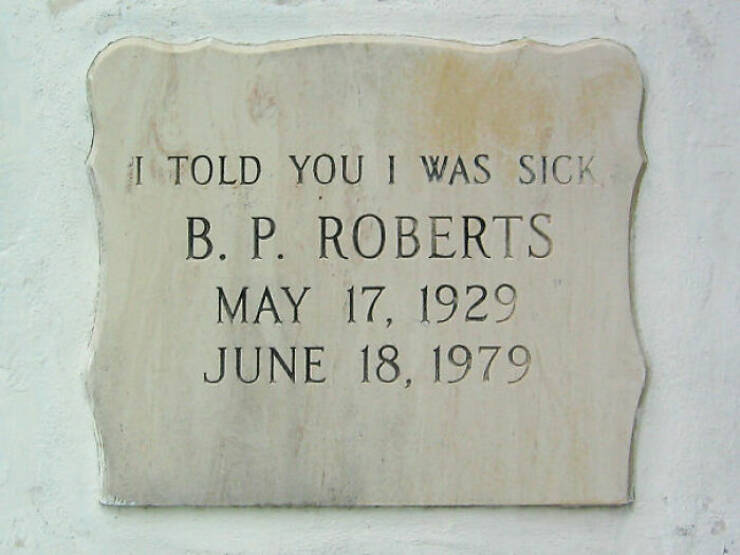 I TOLD YOU I WAS SICK
B. P. ROBERTS
MAY 17, 1929
JUNE 18, 1979